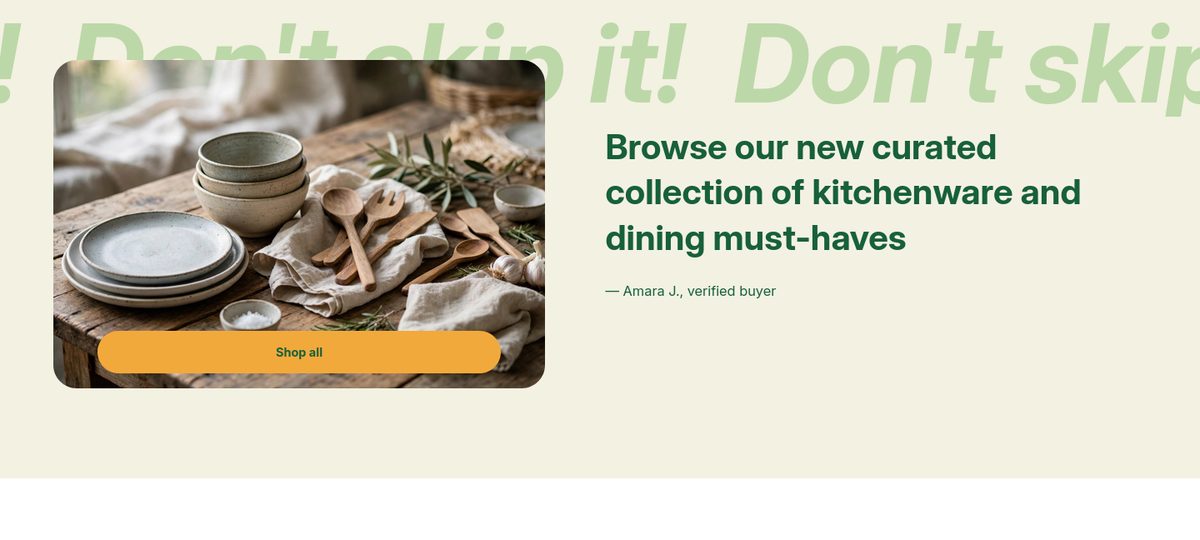 ! Don't skip it! Don't skip
Browse our new curated
collection of kitchenware and
dining must-haves
— Amara J., verified buyer
Shop all